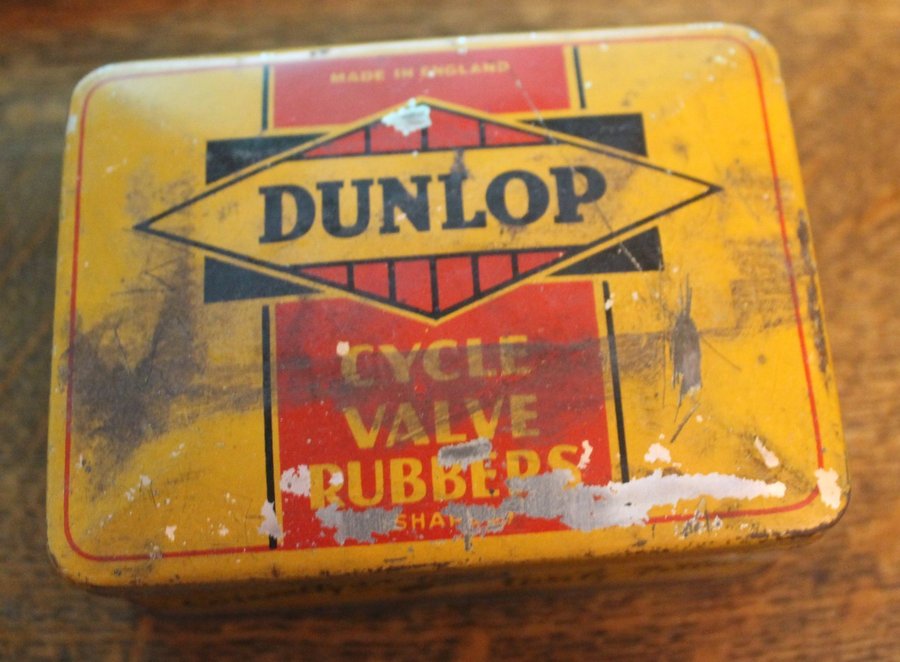 MADE IN ENGLAND
DUNLOP
CYCLE
VALVE
RUBBERS